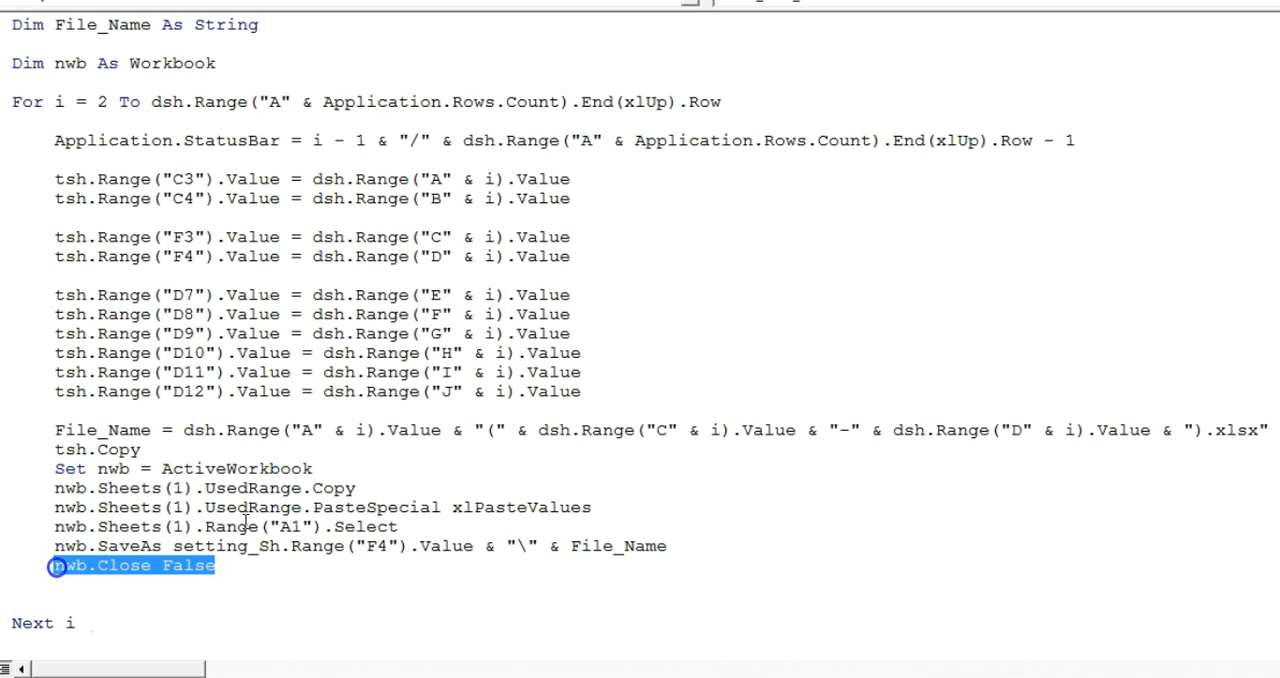 Dim File_Name As String
Dim nwb As Workbook
For i = 2 To dsh.Range("A" & Application.Rows.Count).End(xlUp).Row
Application.StatusBar = i - 1 & "/" & dsh.Range("A" & Application.Rows.Count).End(xlUp).Row - 1
tsh.Range("C3").Value = dsh.Range("A" & i).Value
tsh.Range("C4").Value = dsh.Range("B" & i).Value
tsh.Range("F3").Value = dsh.Range("C" & i).Value
tsh.Range("F4").Value = dsh.Range("D" & i).Value
tsh.Range("D7").Value = dsh.Range("E" & i).Value
tsh.Range("D8").Value = dsh.Range("F" & i).Value
tsh.Range("D9").Value = dsh.Range("G" & i).Value
tsh.Range("D10").Value = dsh.Range("H" & i).Value
tsh.Range("D11").Value = dsh.Range("I" & i).Value
tsh.Range("D12").Value = dsh.Range("J" & i).Value
File_Name = dsh.Range("A" & i).Value & "(" & dsh.Range("C" & i).Value & "-" & dsh.Range("D" & i).Value & ").xlsx"
tsh.Copy
Set nwb = ActiveWorkbook
nwb.Sheets(1).UsedRange.Copy
nwb.Sheets(1).UsedRange.PasteSpecial xlPasteValues
nwb.Sheets(1).Range("A1").Select
nwb.SaveAs setting_Sh.Range("F4").Value & "\" & File_Name
nwb.Close False
Next i